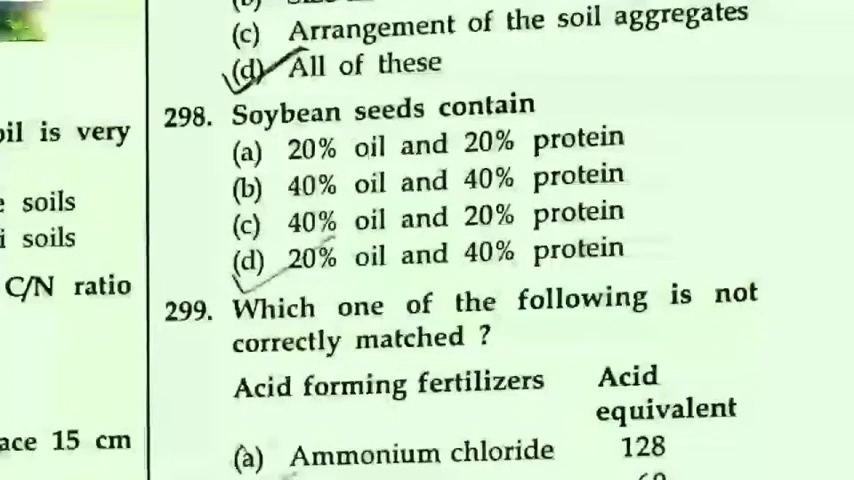 (c) Arrangement of the soil aggregates
(d) All of these
298. Soybean seeds contain
(a) 20% oil and 20% protein
(b) 40% oil and 40% protein
(c) 40% oil and 20% protein
(d) 20% oil and 40% protein
299. Which one of the following is not
correctly matched ?
Acid forming fertilizers Acid
equivalent
(a) Ammonium chloride 128
is very
soils
soils
C/N ratio
15 cm